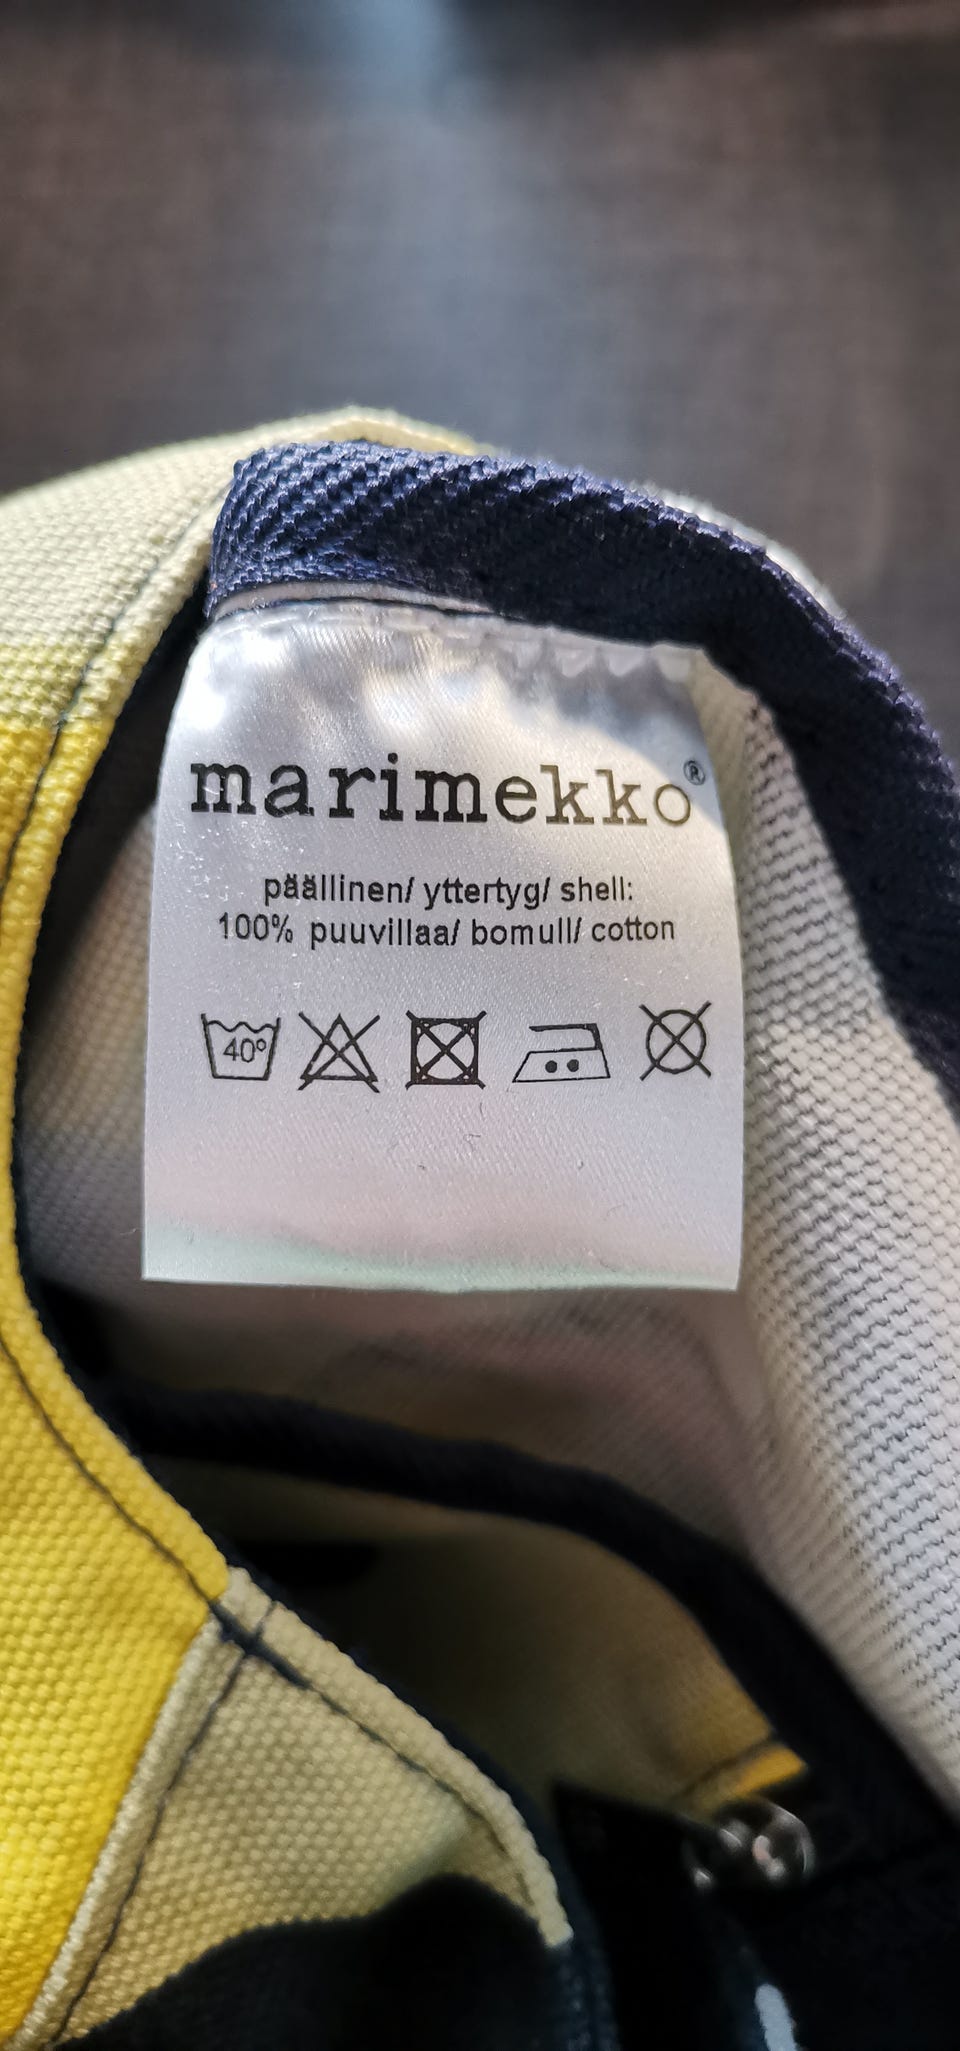 marimekko®
päällinen/ yttertyg/ shell:
100% puuvillaa/ bomull/ cotton
40°